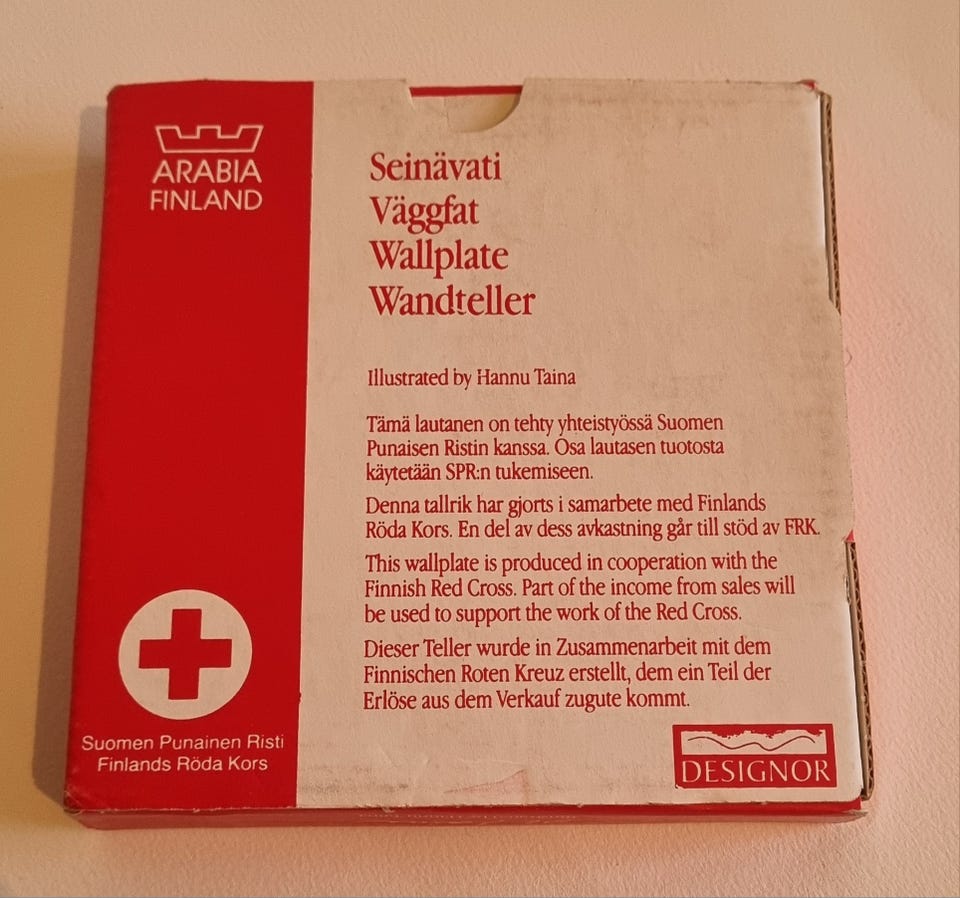 ARABIA
FINLAND
Seinävati
Väggfat
Wallplate
Wandteller
Illustrated by Hannu Taina
Tämä lautanen on tehty yhteistyössä Suomen
Punaisen Ristin kanssa. Osa lautasen tuotosta
käytetään SPR:n tukemiseen.
Denna tallrik har gjorts i samarbete med Finlands
Röda Kors. En del av dess avkastning går till stöd av FRK.
This wallplate is produced in cooperation with the
Finnish Red Cross. Part of the income from sales will
be used to support the work of the Red Cross.
Dieser Teller wurde in Zusammenarbeit mit dem
Finnischen Roten Kreuz erstellt, dem ein Teil der
Erlöse aus dem Verkauf zugute kommt.
Suomen Punainen Risti
Finlands Röda Kors
DESIGNOR